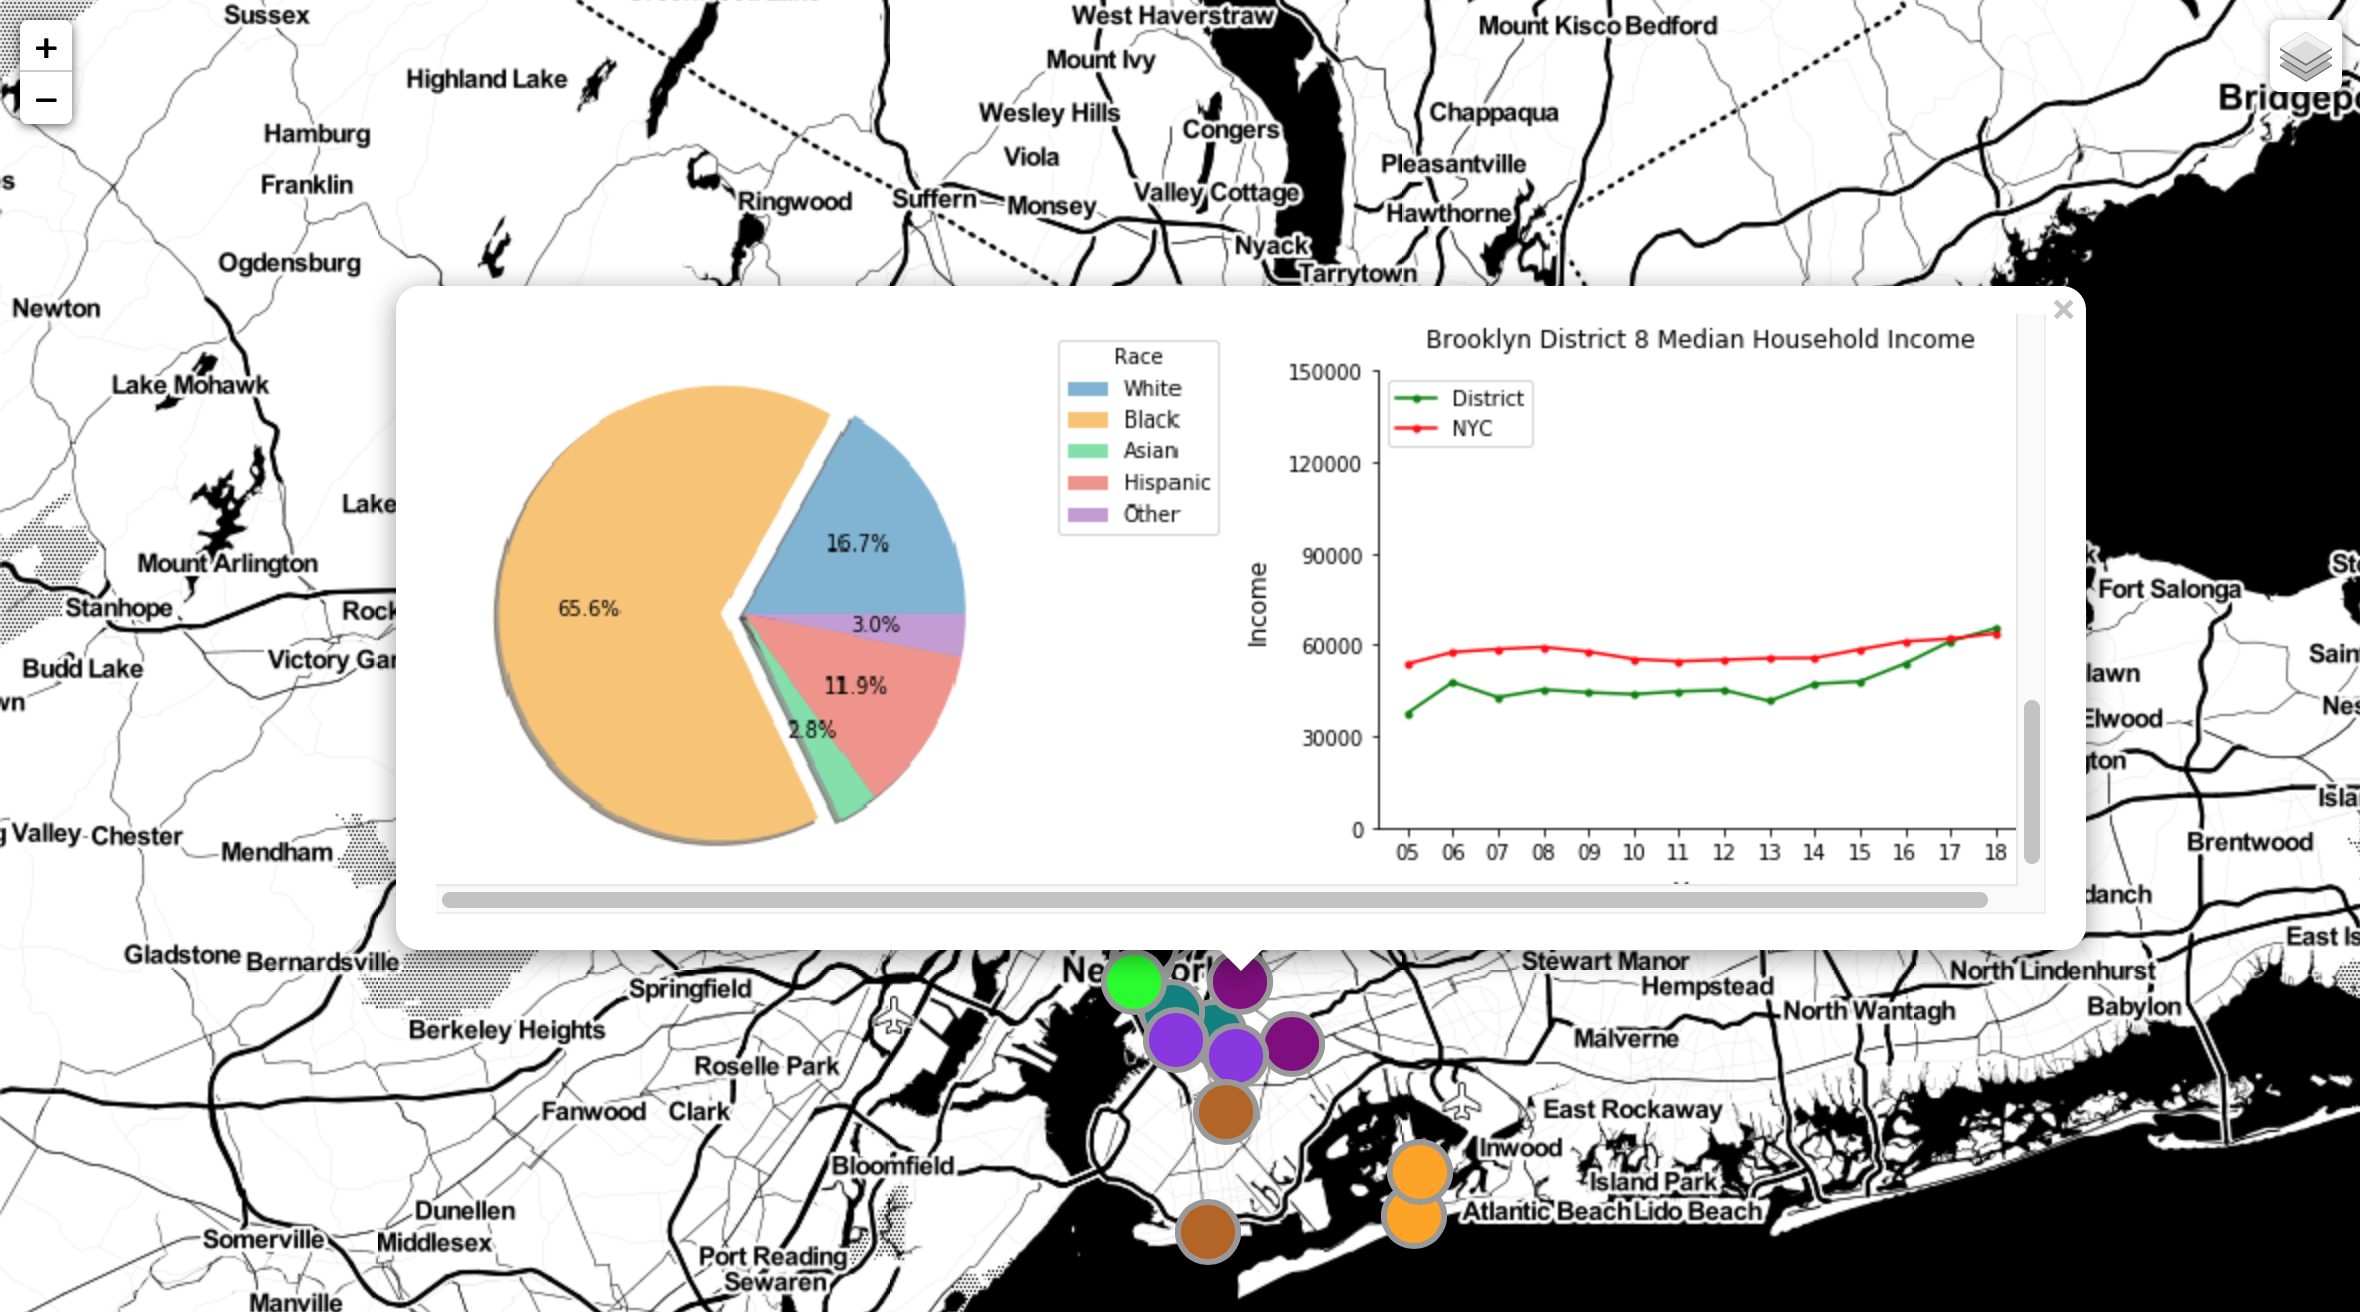 Sussex
West Haverstraw
Mount Kisco
Bedford
+
−
Highland Lake
Mount Ivy
Wesley Hills
Chappaqua
Hamburg
Congers
Viola
Pleasantville
Franklin
Ringwood
Suffern
Monsey
Valley Cottage
Hawthorne
Nyack
Ogdensburg
Tarrytown
Newton
Lake Mohawk
Lake
Mount Arlington
Stanhope
Rock
Budd Lake
Victory Gar
×
Race
White
Black
Asian
Hispanic
Other
16.7%
65.6%
3.0%
11.9%
2.8%
Brooklyn District 8 Median Household Income
District
NYC
Income
150000
120000
90000
60000
30000
0
05 06 07 08 09 10 11 12 13 14 15 16 17 18
Fort Salonga
lawn
Elwood
Brentwood
Valley
Chester
Mendham
Gladstone
Bernardsville
Springfield
Stewart Manor
Hempstead
North Lindenhurst
Berkeley Heights
North Wantagh
Babylon
Malverne
Roselle Park
Fanwood
Clark
East Rockaway
Inwood
Bloomfield
Island Park
Atlantic Beach
Lido Beach
Dunellen
Somerville
Middlesex
Port Reading
Sewaren
Manville